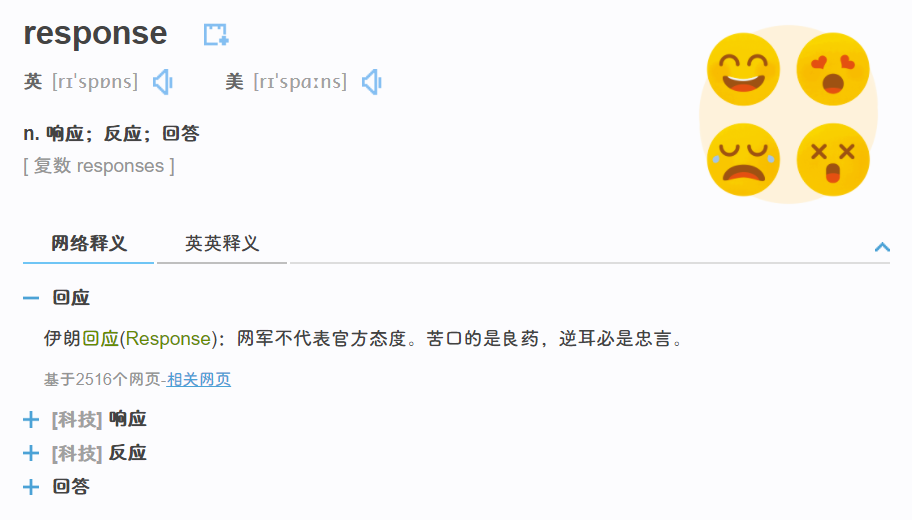 response
英 [rɪˈspɒns] 美 [rɪˈspɑːns]
n. 响应；反应；回答
[ 复数 responses ]
网络释义 英英释义
回应
伊朗回应(Response)：网军不代表官方态度。苦口的是良药，逆耳必是忠言。
基于2516个网页-相关网页
[科技] 响应
[科技] 反应
回答